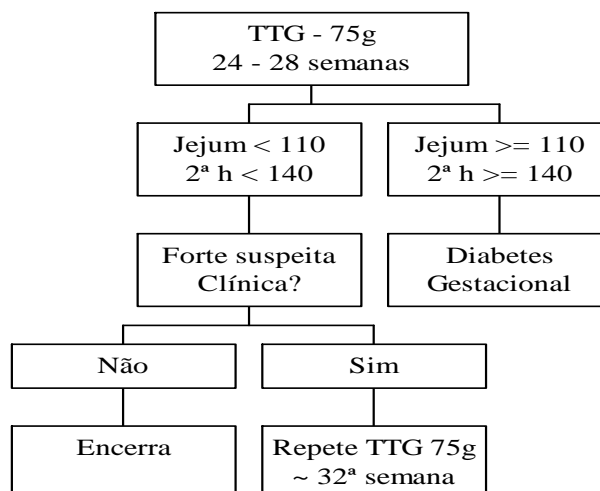 TTG - 75g
24 - 28 semanas
Jejum < 110
2ª h < 140
Jejum >= 110
2ª h >= 140
Forte suspeita
Clínica?
Diabetes
Gestacional
Não
Sim
Encerra
Repete TTG 75g
~ 32ª semana